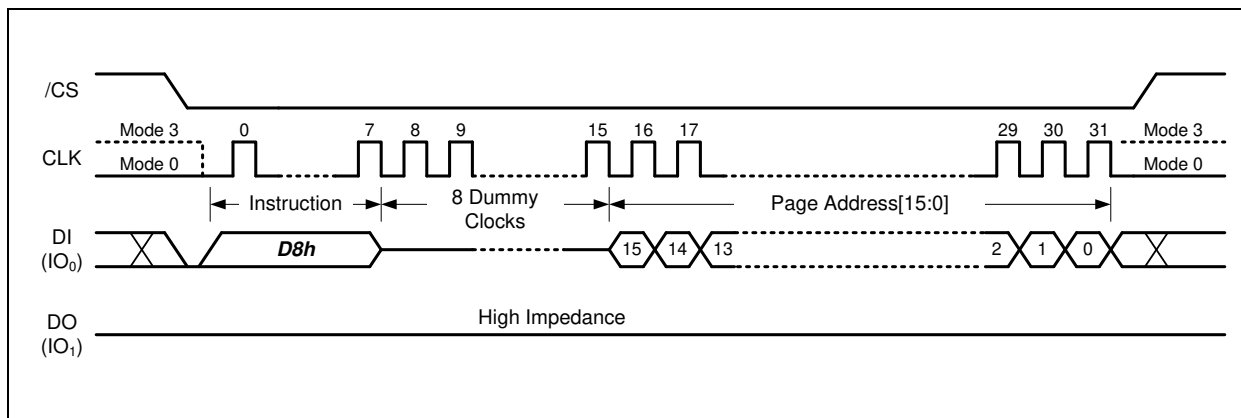 /CS
Mode 3 0 7 8 9 15 16 17 29 30 31 Mode 3
CLK
Mode 0 Mode 0
Instruction 8 Dummy Clocks Page Address[15:0]
DI
(IO0)
D8h 15 14 13 2 1 0
High Impedance
DO
(IO1)